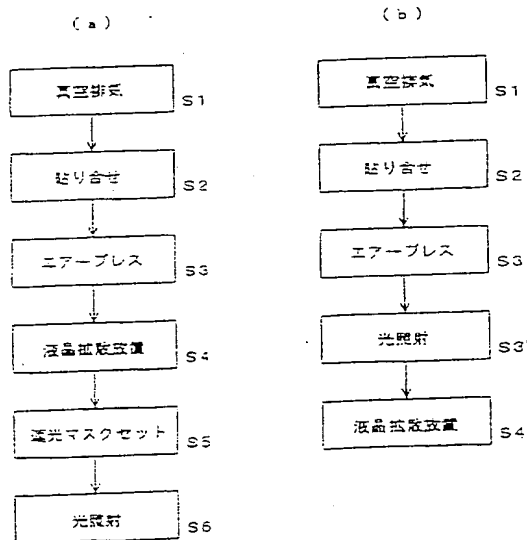 (a)
真空排気
S1
貼り合せ
S2
エアープレス
S3
液晶拡散放置
S4
遮光マスクセット
S5
光照射
S6
(b)
真空排気
S1
貼り合せ
S2
エアープレス
S3
光照射
S3'
液晶拡散放置
S4